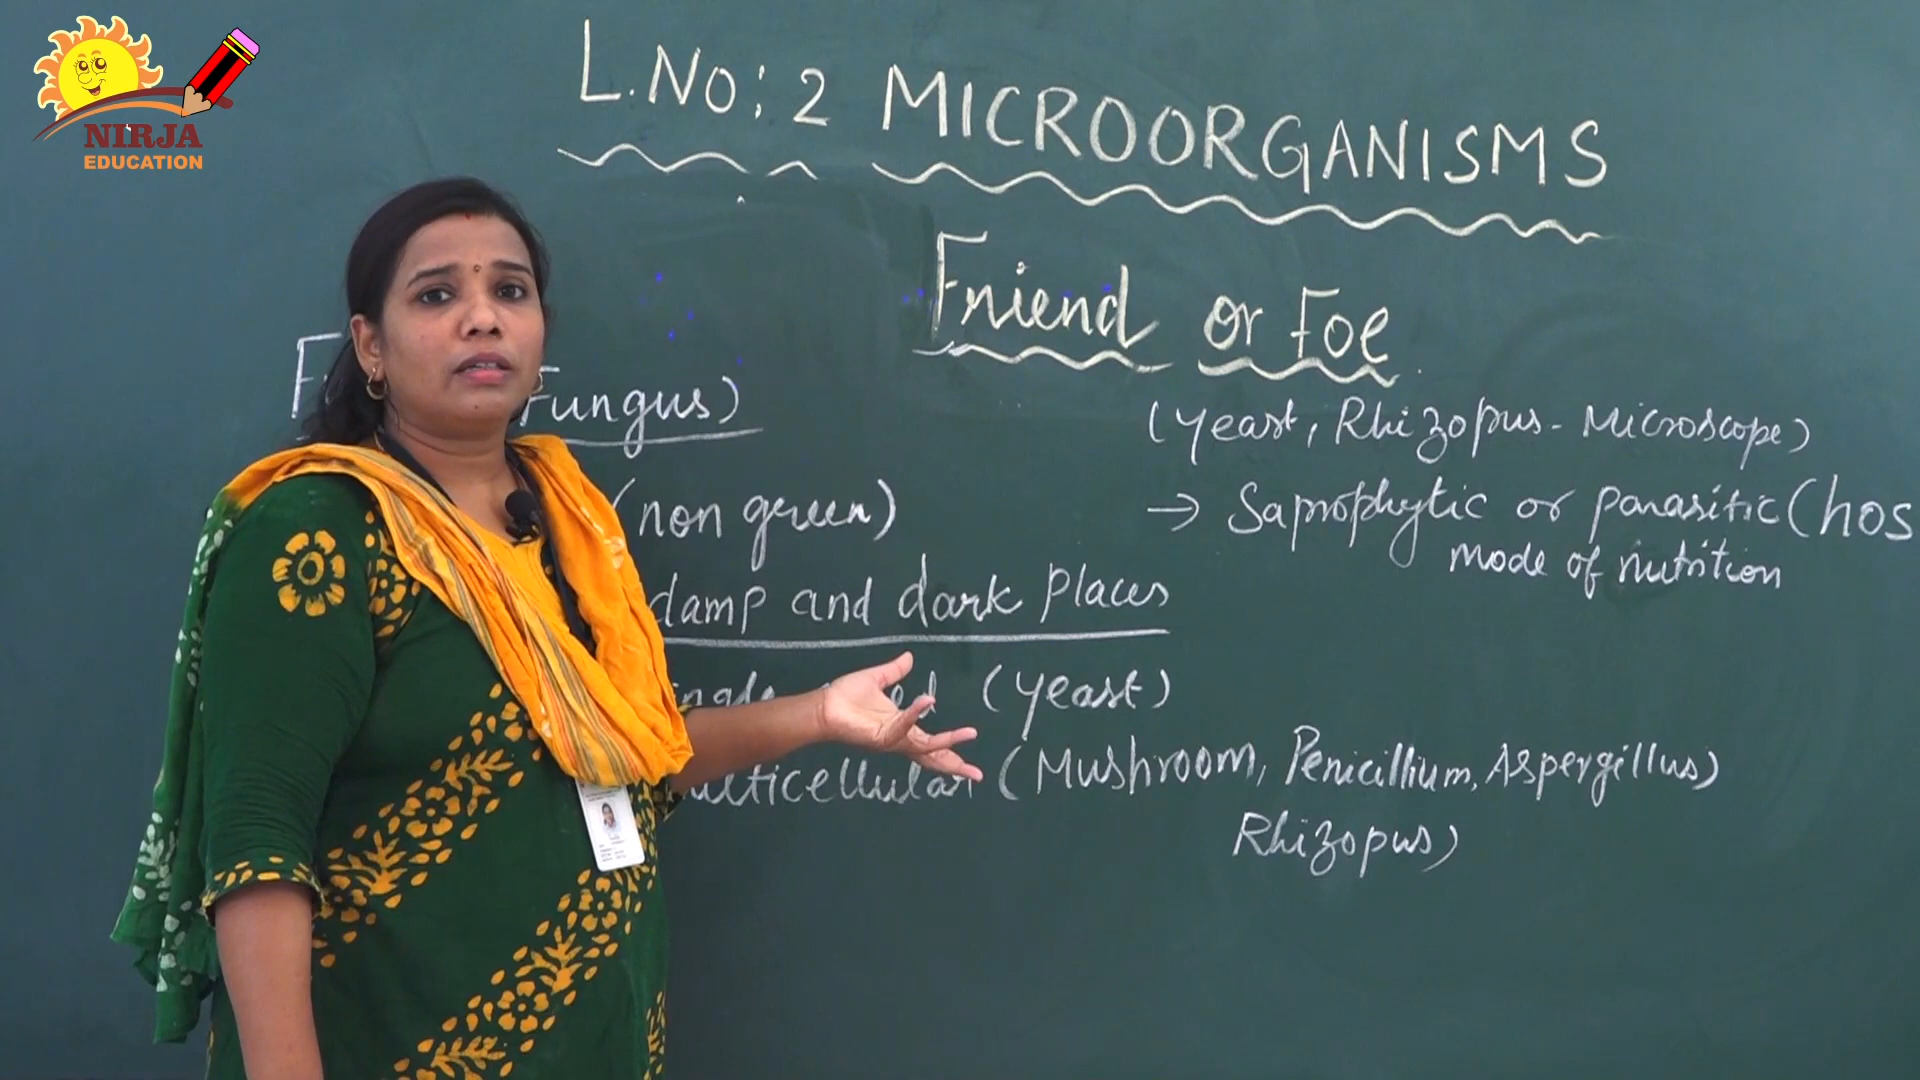 NIRJA
EDUCATION
L.No: 2 MICROORGANISMS
Friend or Foe
Fungus)
(non green)
damp and dark places
(yeast)
multicellular (Mushroom, Penicillium, Aspergillus)
Rhizopus)
(yeast, Rhizopus - Microscope)
→ Saprophytic or parasitic (hos
mode of nutrition